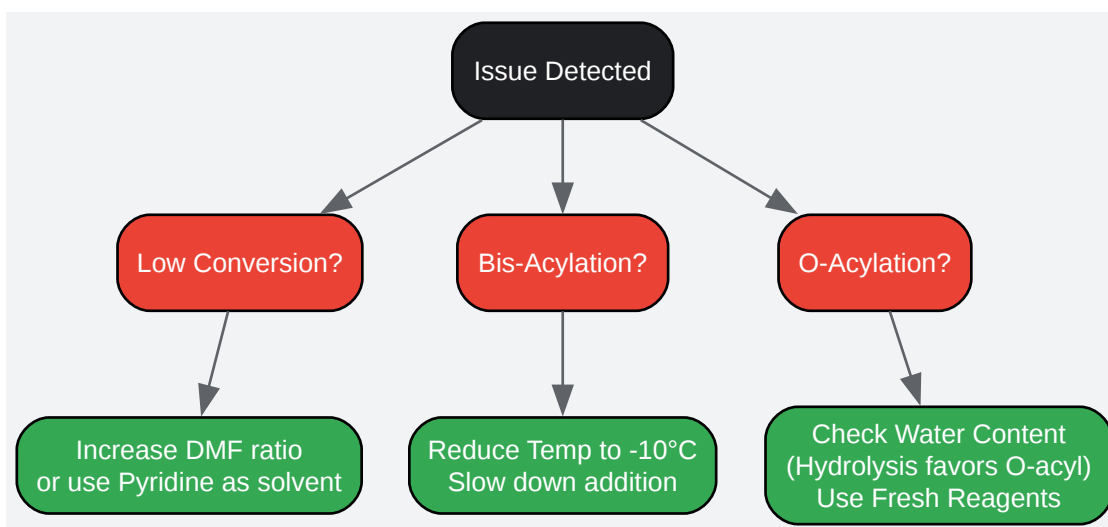 Issue Detected
Low Conversion?
Bis-Acylation?
O-Acylation?
Increase DMF ratio
or use Pyridine as solvent
Reduce Temp to -10°C
Slow down addition
Check Water Content
(Hydrolysis favors O-acyl)
Use Fresh Reagents